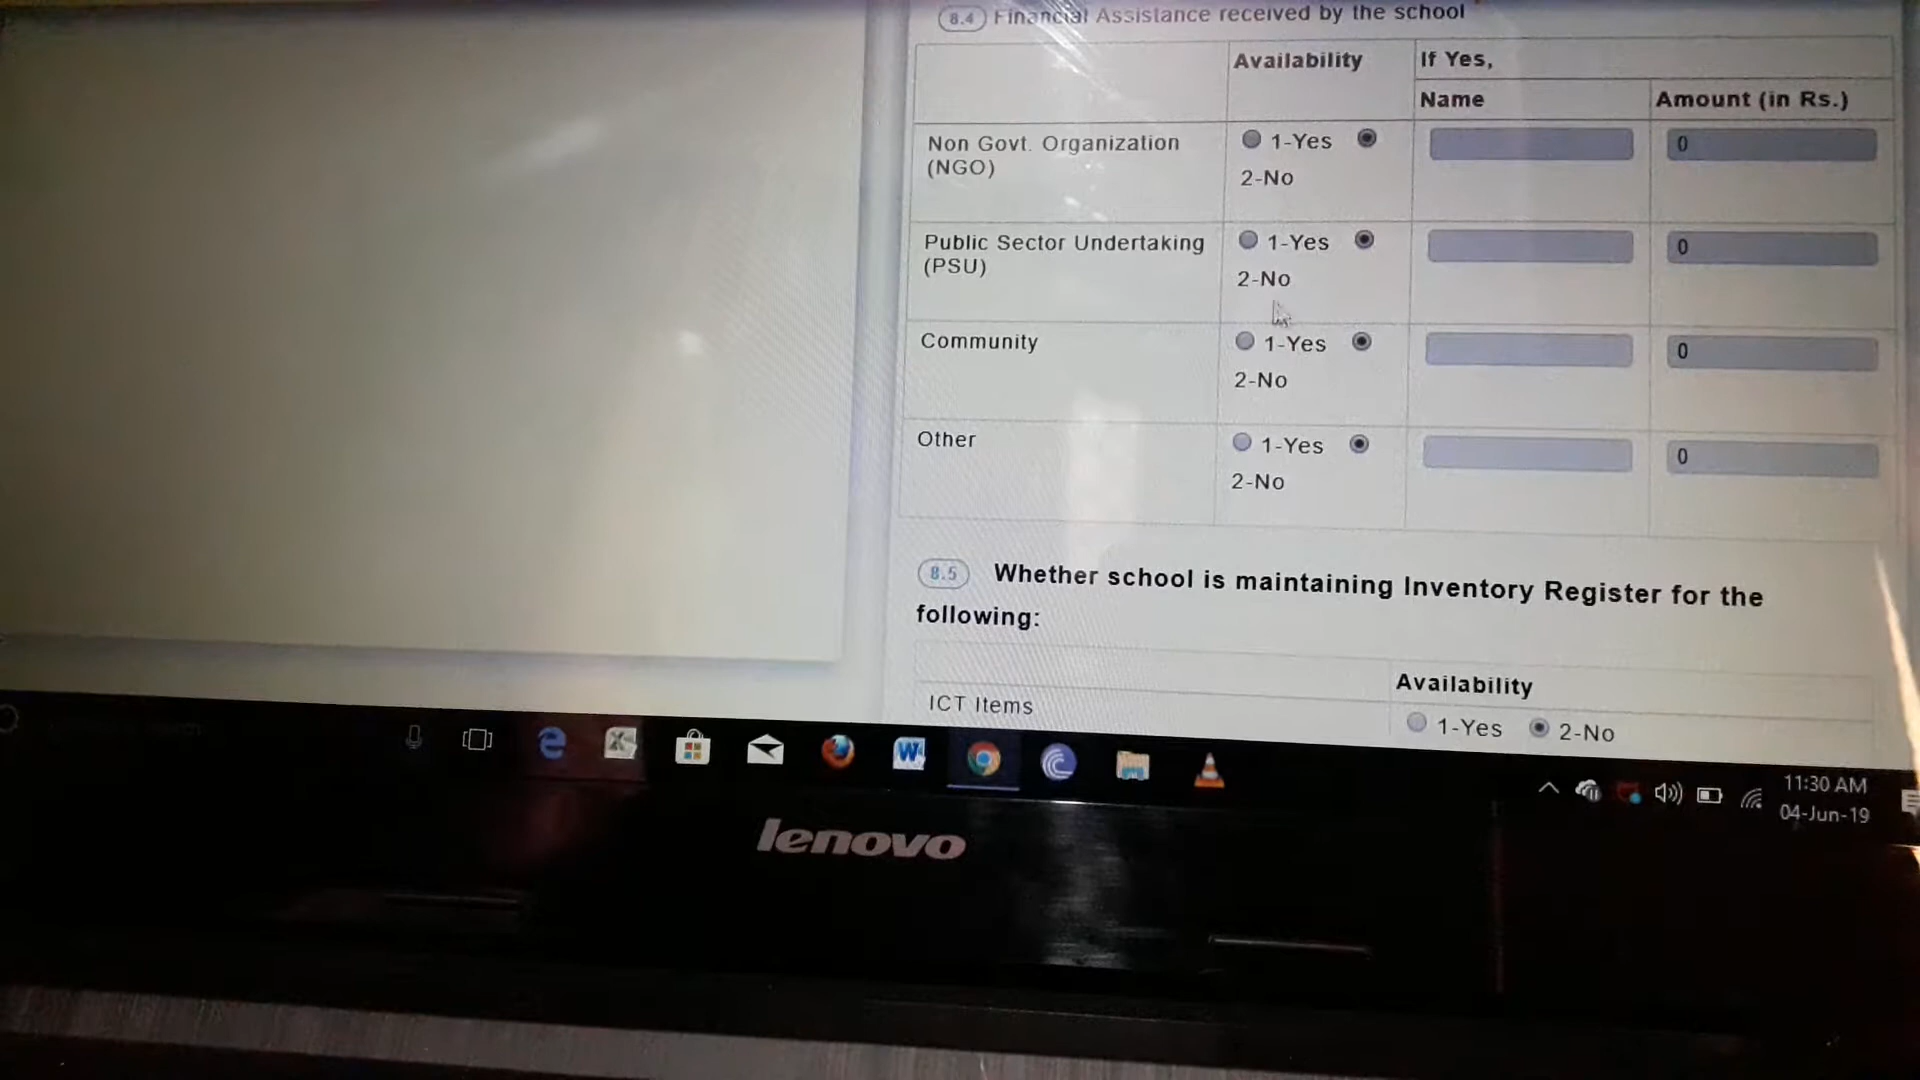 8.4 Financial Assistance received by the school
Availability
If Yes,
Name
Amount (in Rs.)
Non Govt. Organization
(NGO)
1-Yes
2-No
0
Public Sector Undertaking
(PSU)
1-Yes
2-No
0
Community
1-Yes
2-No
0
Other
1-Yes
2-No
0
8.5 Whether school is maintaining Inventory Register for the
following:
Availability
ICT Items
1-Yes 2-No
11:30 AM
04-Jun-19
lenovo